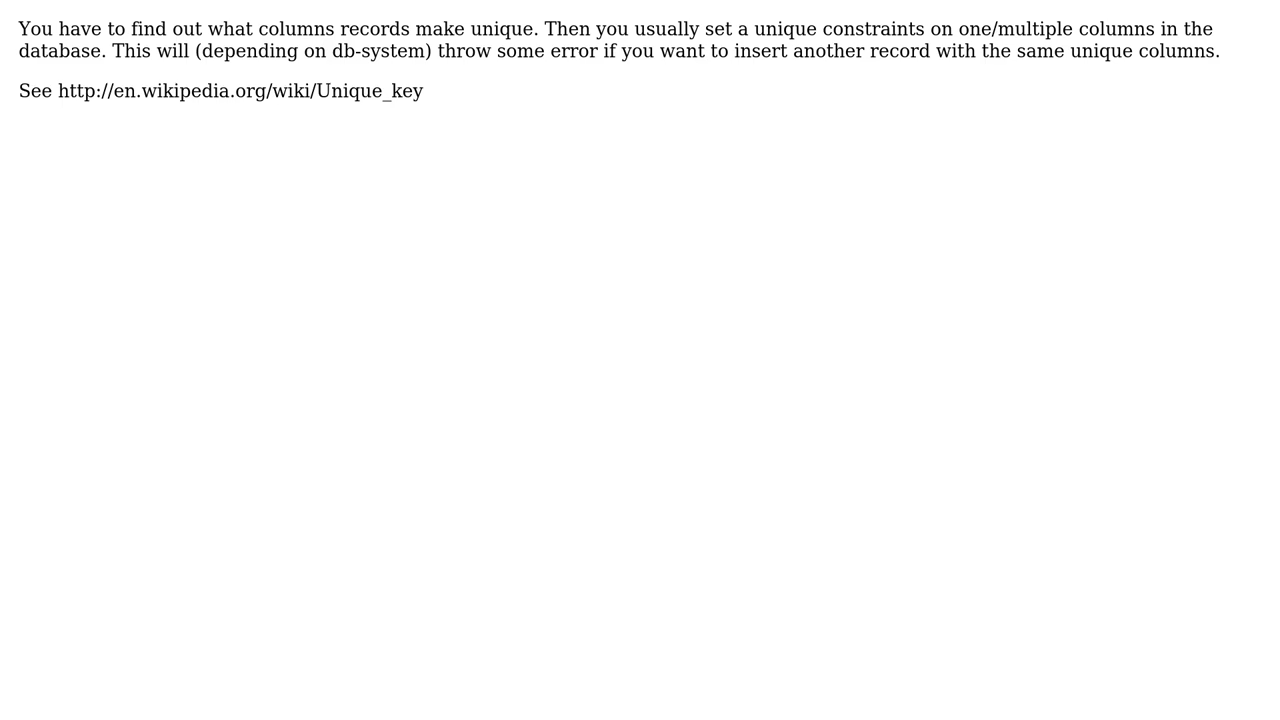 You have to find out what columns records make unique. Then you usually set a unique constraints on one/multiple columns in the
database. This will (depending on db-system) throw some error if you want to insert another record with the same unique columns.
See http://en.wikipedia.org/wiki/Unique_key